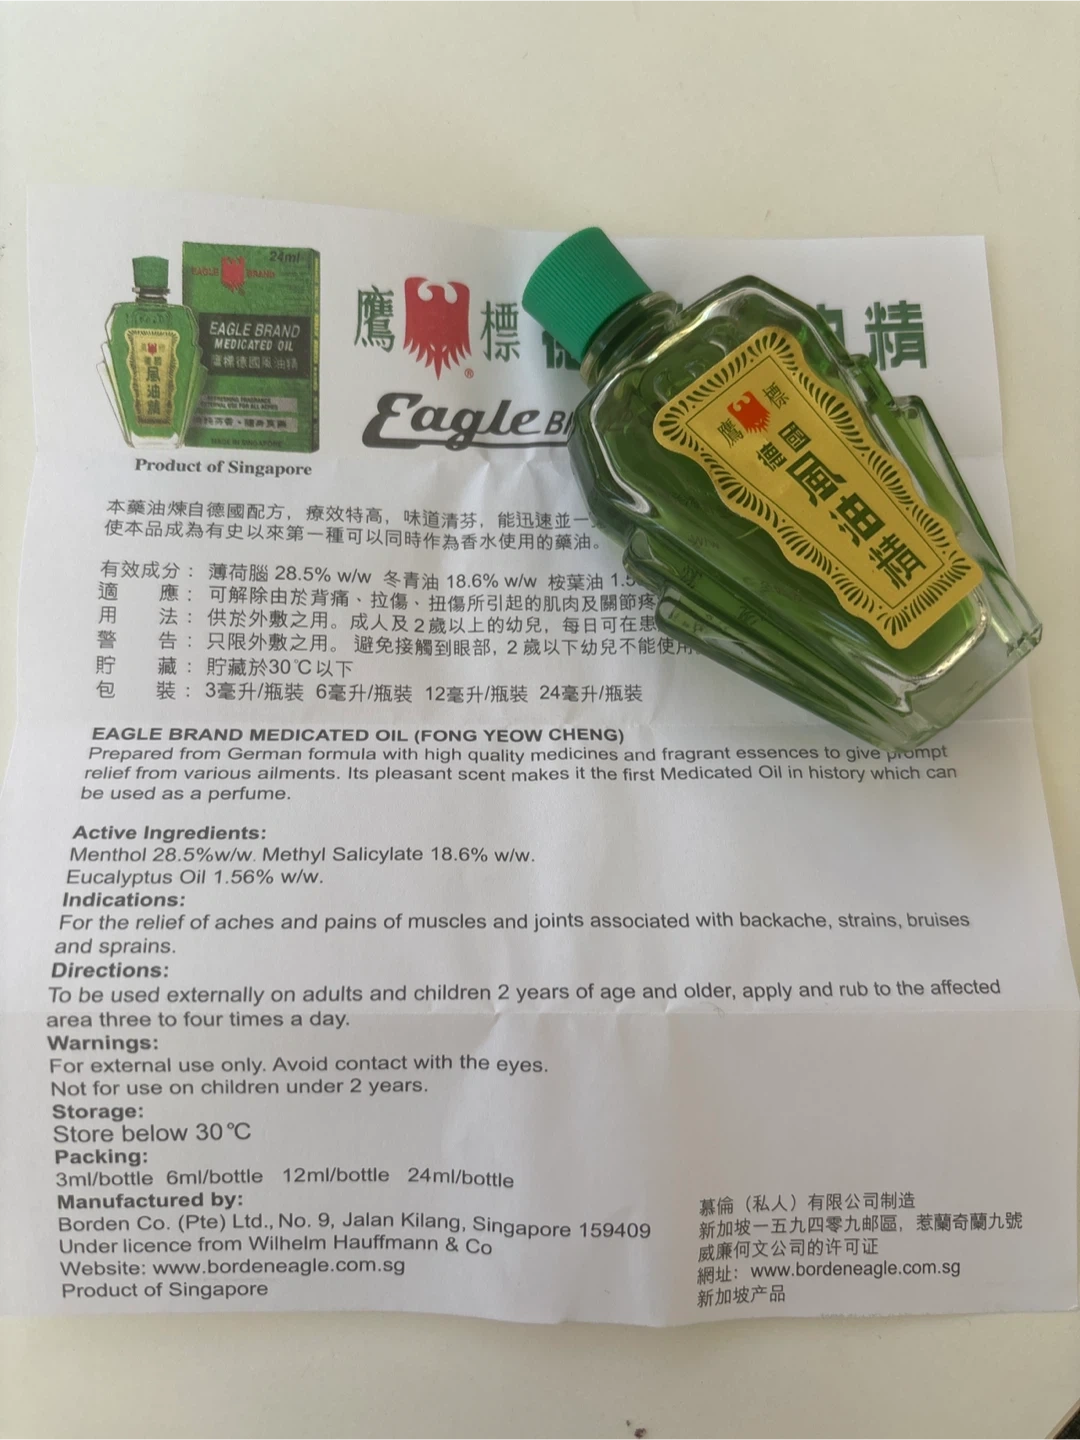 24ml
EAGLE BRAND
EAGLE BRAND
MEDICATED OIL
鷹標德國風油精
MADE IN SINGAPORE
風油精
Product of Singapore
鷹 標 精
®
Eagle
鷹標
德國風油精
本藥油煉自德國配方，療效特高，味道清芬，能迅速並一
使本品成為有史以來第一種可以同時作為香水使用的藥油。
有效成分：薄荷腦 28.5% w/w 冬青油 18.6% w/w 桉葉油 1.5
適應：可解除由於背痛、拉傷、扭傷所引起的肌肉及關節疼
用法：供於外敷之用。成人及2歲以上的幼兒，每日可在患
警告：只限外敷之用。 避免接觸到眼部，2歲以下幼兒不能使用
貯藏：貯藏於30℃以下
包裝：3毫升/瓶裝 6毫升/瓶裝 12毫升/瓶裝 24毫升/瓶裝
EAGLE BRAND MEDICATED OIL (FONG YEOW CHENG)
Prepared from German formula with high quality medicines and fragrant essences to give prompt
relief from various ailments. Its pleasant scent makes it the first Medicated Oil in history which can
be used as a perfume.
Active Ingredients:
Menthol 28.5%w/w. Methyl Salicylate 18.6% w/w.
Eucalyptus Oil 1.56% w/w.
Indications:
For the relief of aches and pains of muscles and joints associated with backache, strains, bruises
and sprains.
Directions:
To be used externally on adults and children 2 years of age and older, apply and rub to the affected
area three to four times a day.
Warnings:
For external use only. Avoid contact with the eyes.
Not for use on children under 2 years.
Storage:
Store below 30℃
Packing:
3ml/bottle 6ml/bottle 12ml/bottle 24ml/bottle
Manufactured by:
Borden Co. (Pte) Ltd., No. 9, Jalan Kilang, Singapore 159409
Under licence from Wilhelm Hauffmann & Co
Website: www.bordeneagle.com.sg
Product of Singapore
慕倫（私人）有限公司制造
新加坡一五九四零九邮區，惹蘭奇蘭九號
威廉何文公司的许可证
網址：www.bordeneagle.com.sg
新加坡产品